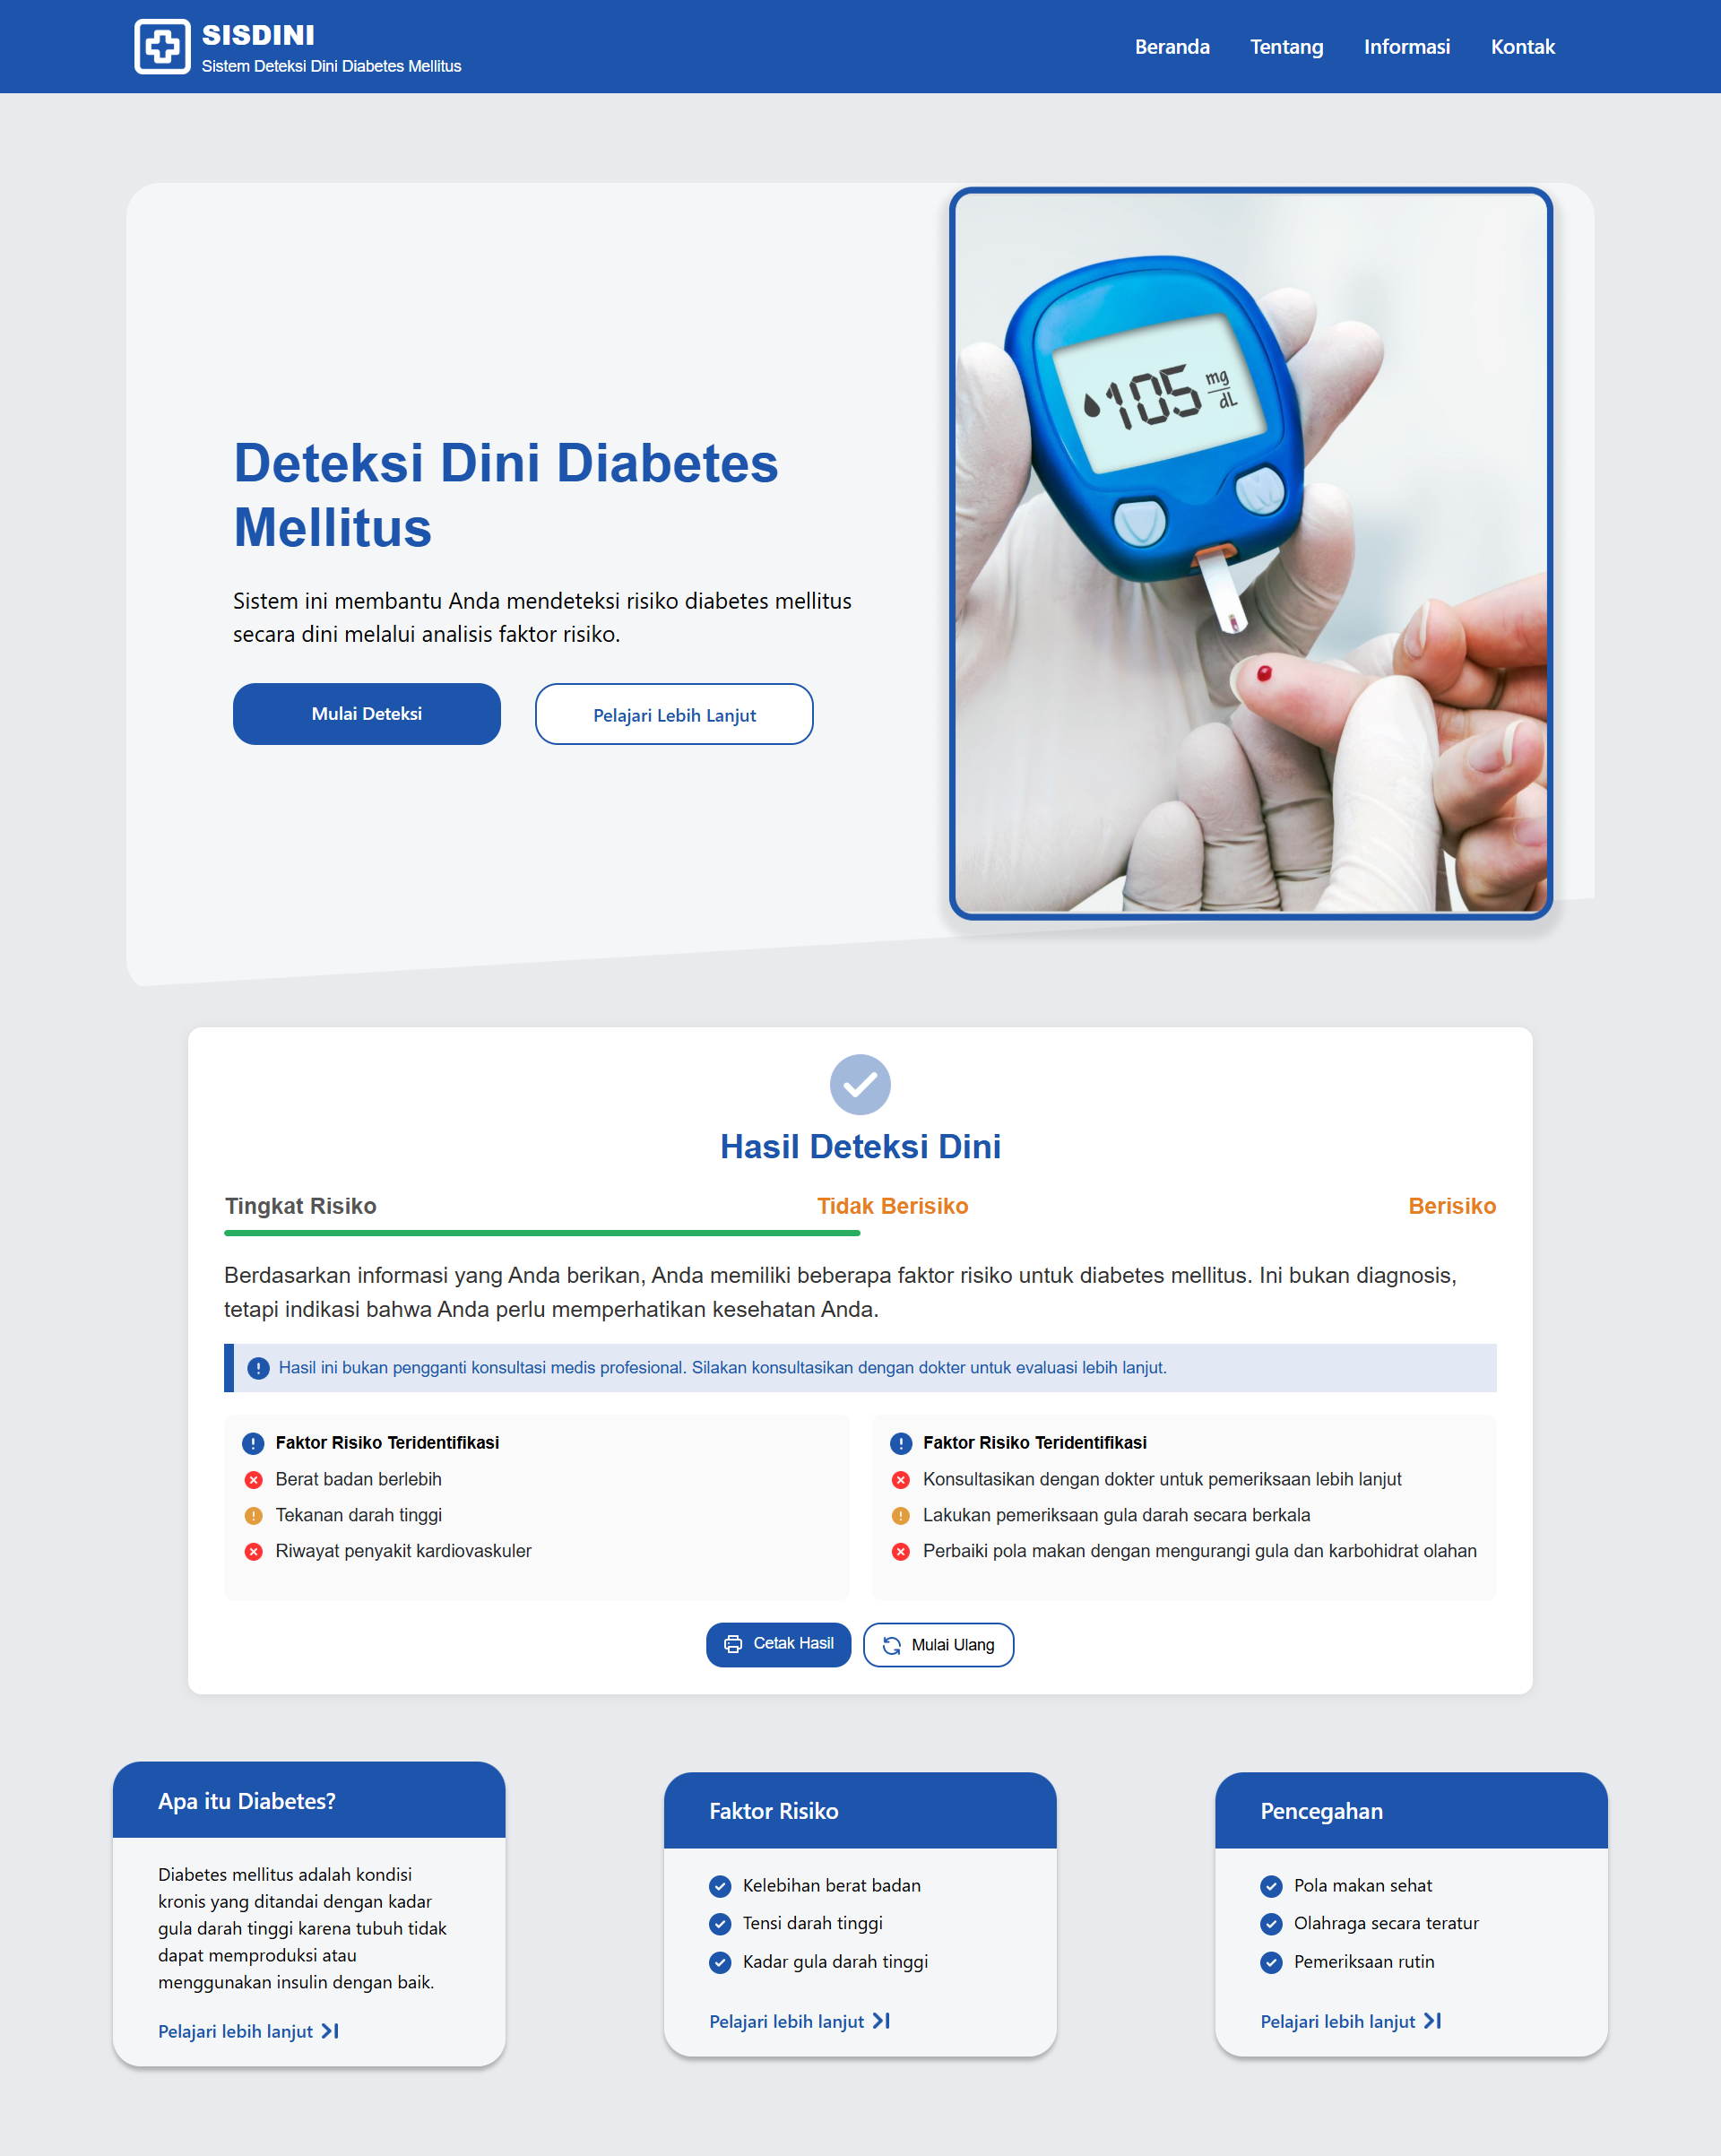 SISDINI
Sistem Deteksi Dini Diabetes Mellitus
Beranda Tentang Informasi Kontak
105 mg/dL
Deteksi Dini Diabetes
Mellitus
Sistem ini membantu Anda mendeteksi risiko diabetes mellitus
secara dini melalui analisis faktor risiko.
Mulai Deteksi
Pelajari Lebih Lanjut
Hasil Deteksi Dini
Tingkat Risiko Tidak Berisiko Berisiko
Berdasarkan informasi yang Anda berikan, Anda memiliki beberapa faktor risiko untuk diabetes mellitus. Ini bukan diagnosis,
tetapi indikasi bahwa Anda perlu memperhatikan kesehatan Anda.
Hasil ini bukan pengganti konsultasi medis profesional. Silakan konsultasikan dengan dokter untuk evaluasi lebih lanjut.
Faktor Risiko Teridentifikasi
Berat badan berlebih
Tekanan darah tinggi
Riwayat penyakit kardiovaskuler
Faktor Risiko Teridentifikasi
Konsultasikan dengan dokter untuk pemeriksaan lebih lanjut
Lakukan pemeriksaan gula darah secara berkala
Perbaiki pola makan dengan mengurangi gula dan karbohidrat olahan
Cetak Hasil
Mulai Ulang
Apa itu Diabetes?
Diabetes mellitus adalah kondisi
kronis yang ditandai dengan kadar
gula darah tinggi karena tubuh tidak
dapat memproduksi atau
menggunakan insulin dengan baik.
Pelajari lebih lanjut
Faktor Risiko
Kelebihan berat badan
Tensi darah tinggi
Kadar gula darah tinggi
Pelajari lebih lanjut
Pencegahan
Pola makan sehat
Olahraga secara teratur
Pemeriksaan rutin
Pelajari lebih lanjut